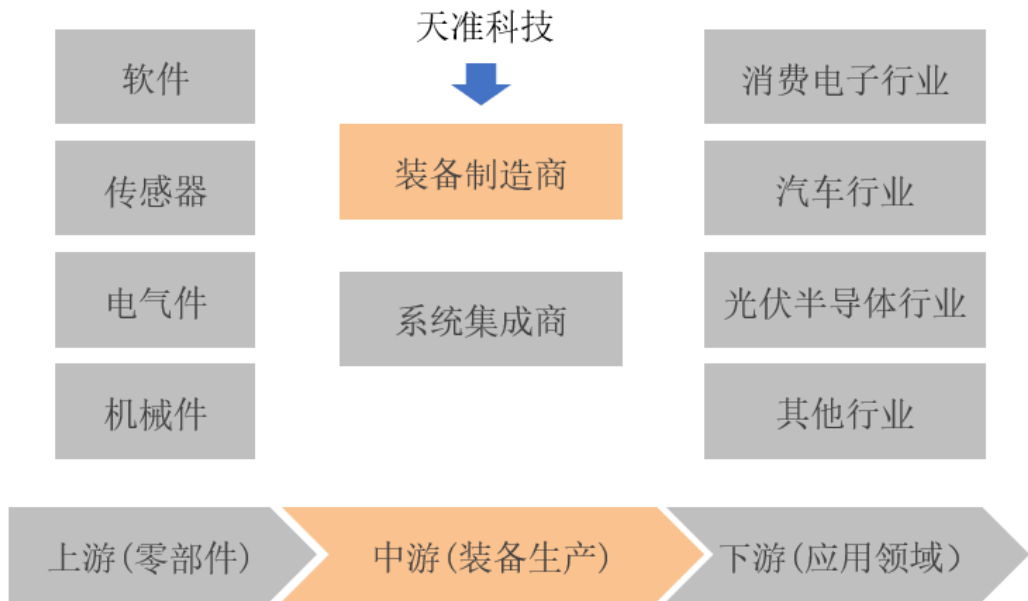 天准科技
软件
传感器
电气件
机械件
装备制造商
系统集成商
消费电子行业
汽车行业
光伏半导体行业
其他行业
上游(零部件)
中游(装备生产)
下游(应用领域）